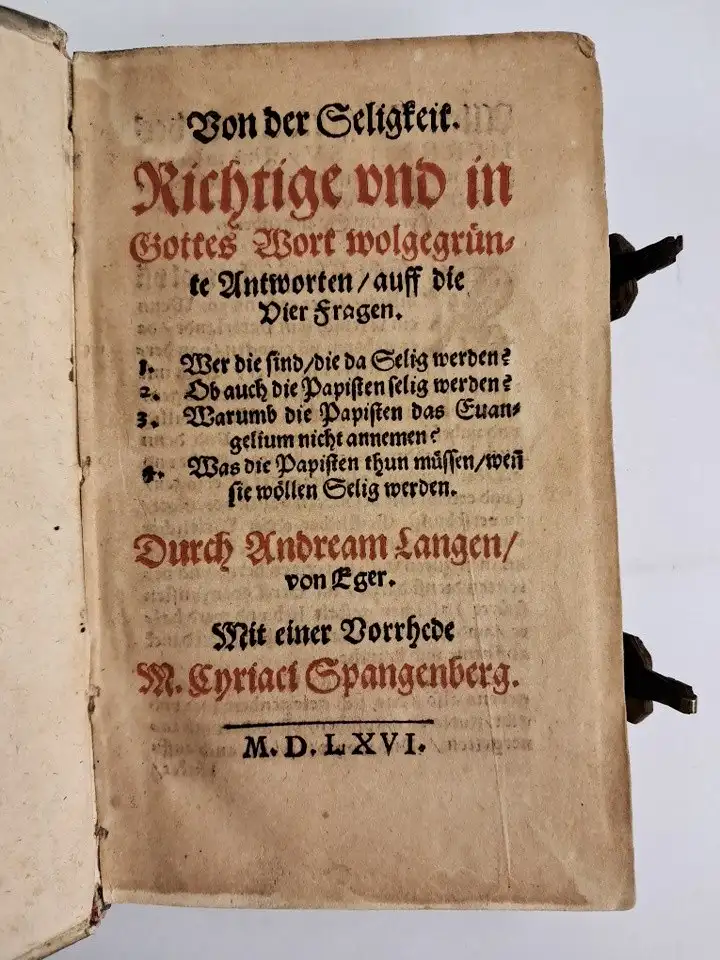 Von der Seligkeit.
Richtige vnd in
Gottes Wort wolgegrün⸗
te Antworten/auff die
Vier Fragen.
1. Wer die sind/die da Selig werden?
2. Ob auch die Papisten selig werden?
3. Warumb die Papisten das Euan⸗
gelium nicht annemen?
4. Was die Papisten thun müssen/weñ
sie wöllen Selig werden.
Durch Andream Langen/
von Eger.
Mit einer Vorrhede
M. Cyriaci Spangenberg.
M. D. LXVI.